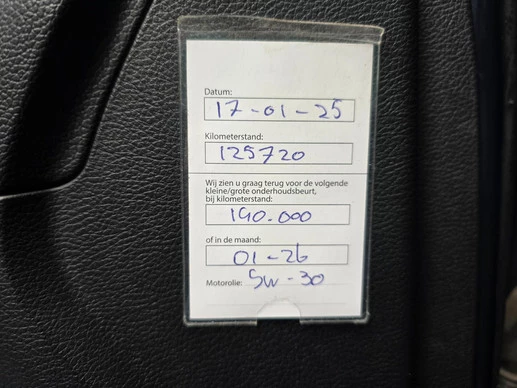 Datum:
17-01-25
Kilometerstand:
125720
Wij zien u graag terug voor de volgende
kleine/grote onderhoudsbeurt,
bij kilometerstand:
140.000
of in de maand:
01-26
Motorolie: 5W-30